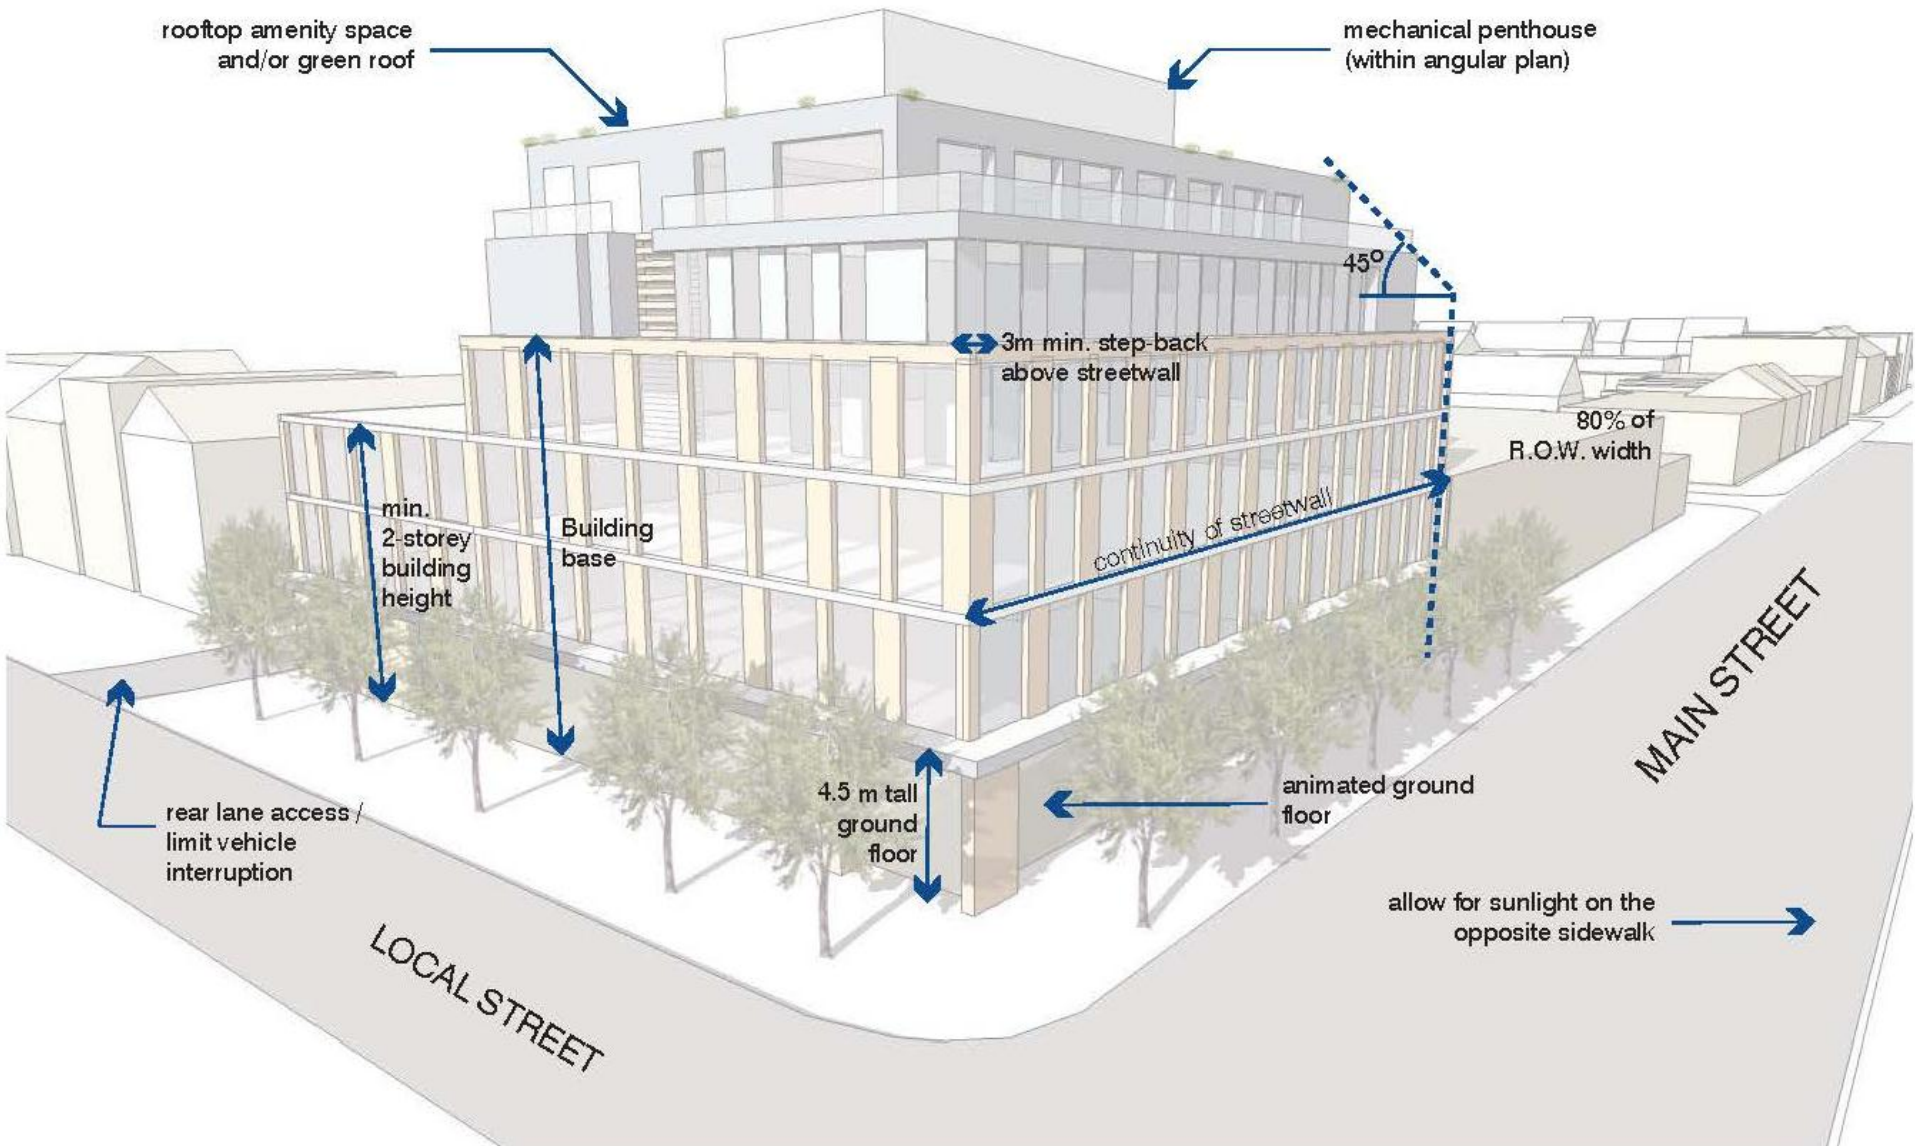 rooftop amenity space
and/or green roof
mechanical penthouse
(within angular plan)
45º
3m min. step-back
above streetwall
80% of
R.O.W. width
min.
2-storey
building
height
Building
base
continuity of streetwall
MAIN STREET
4.5 m tall
ground
floor
animated ground
floor
rear lane access /
limit vehicle
interruption
allow for sunlight on the
opposite sidewalk
LOCAL STREET